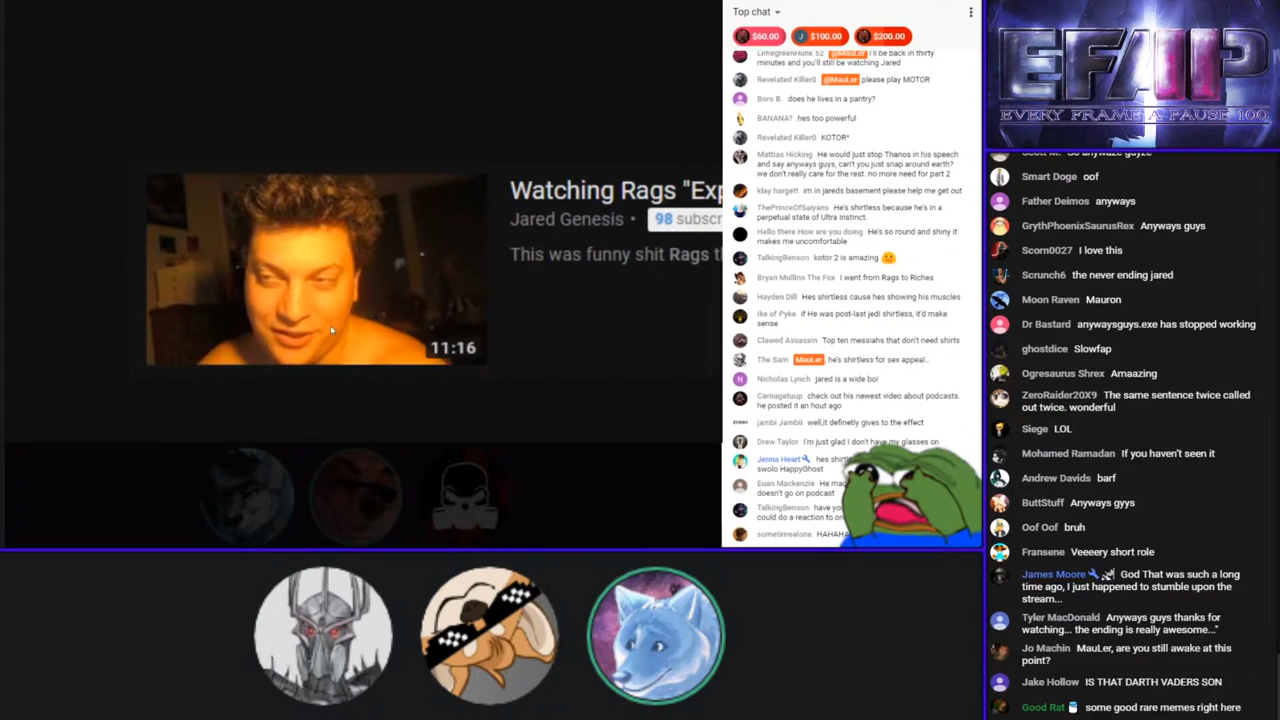 Watching Rags "Exp
Jared Genesis •
98 subscr
This was funny shit Rags th
11:16
Top chat
$60.00
$100.00
$200.00
LimegreenHunk 52 @MauLer I'll be back in thirty
minutes and you'll still be watching Jared
Revelated Killer0 @MauLer please play MOTOR
Boro B. does he lives in a pantry?
BANANA? hes too powerful
Revelated Killer0 KOTOR*
Mattias Hicking He would just stop Thanos in his speech
and say anyways guys, can't you just snap around earth?
we don't really care for the rest. no more need for part 2
klay hargett im in jareds basement please help me get out
ThePrinceOfSaiyans He's shirtless because he's in a
perpetual state of Ultra Instinct.
Hello there How are you doing He's so round and shiny it
makes me uncomfortable
TalkingBenson kotor 2 is amazing
Bryan Mullins The Fox I went from Rags to Riches
Hayden Dill Hes shirtless cause hes showing his muscles
Ike of Pyke if He was post-last jedi shirtless, it'd make
sense
Clawed Assassin Top ten messiahs that don't need shirts
The Sam MauLer he's shirtless for sex appeal..
N
Nicholas Lynch jared is a wide boi
Carnagetoup check out his newest video about podcasts.
he posted it an hour ago
jambi Jambii well,it definetly gives to the effect
Drew Taylor I'm just glad I don't have my glasses on
Jenna Heart hes shirtl
swolo HappyGhost
Euan Mackenzie He ma
doesn't go on podcast
TalkingBenson have yo
could do a reaction to on
sometimealone HAHAHA
EFAP
EVERY FRAME A PAUSE 100
Scott M. So anywaze guyze
Smart Doge oof
Father Deimos anyways
GrythPhoenixSaurusRex Anyways guys
Scorn0027 I love this
Scrunch6 the never ending jared
Moon Raven Mauron
Dr Bastard anywaysguys.exe has stopped working
ghostdice Slowfap
Ogresaurus Shrex Amaazing
ZeroRaider20X9 The same sentence twice called
out twice. wonderful
Siege LOL
Mohamed Ramadan If you haven't seen it
Andrew Davids barf
ButtStuff Anyways gyys
Oof Oof bruh
Fransene Veeeery short role
James Moore God That was such a long
time ago, I just happened to stumble upon the
stream...
Tyler MacDonald Anyways guys thanks for
watching... the ending is really awesome..."
Jo Machin MauLer, are you still awake at this
point?
Jake Hollow IS THAT DARTH VADERS SON
Good Rat some good rare memes right here